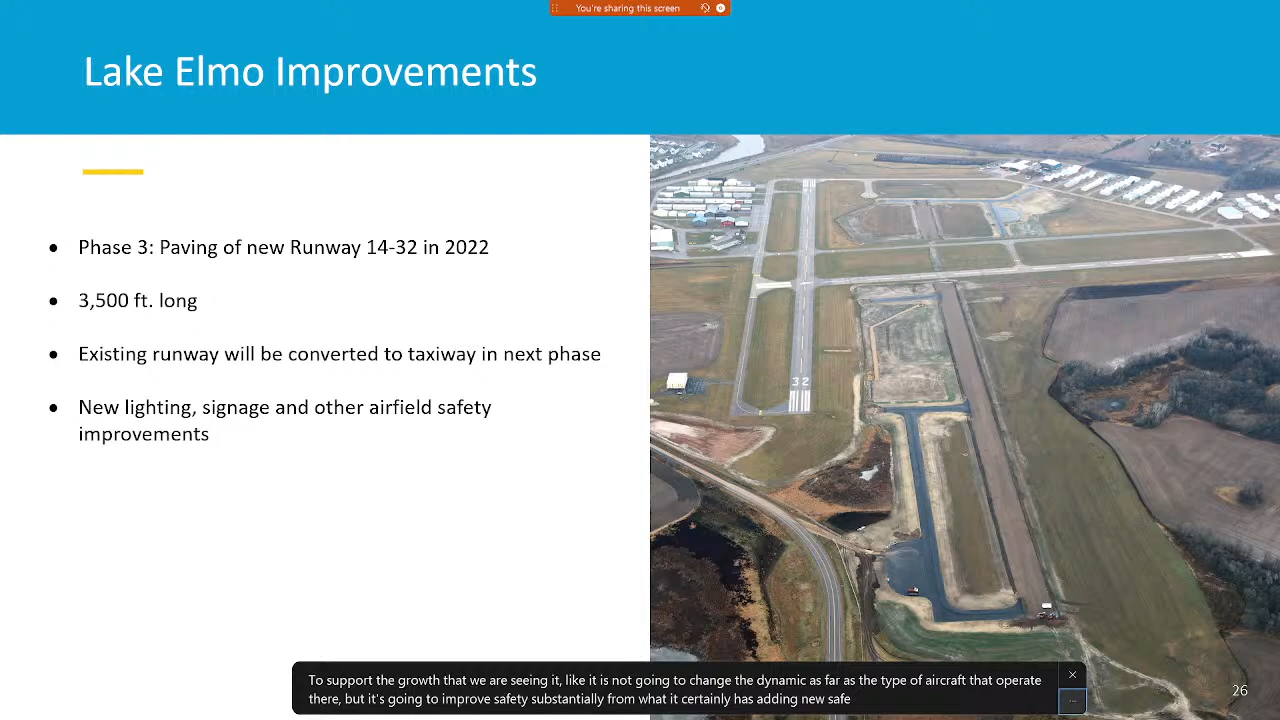 You're sharing this screen
Lake Elmo Improvements
• Phase 3: Paving of new Runway 14-32 in 2022
• 3,500 ft. long
• Existing runway will be converted to taxiway in next phase
• New lighting, signage and other airfield safety
improvements
32
To support the growth that we are seeing it, like it is not going to change the dynamic as far as the type of aircraft that operate
there, but it's going to improve safety substantially from what it certainly has adding new safe
26